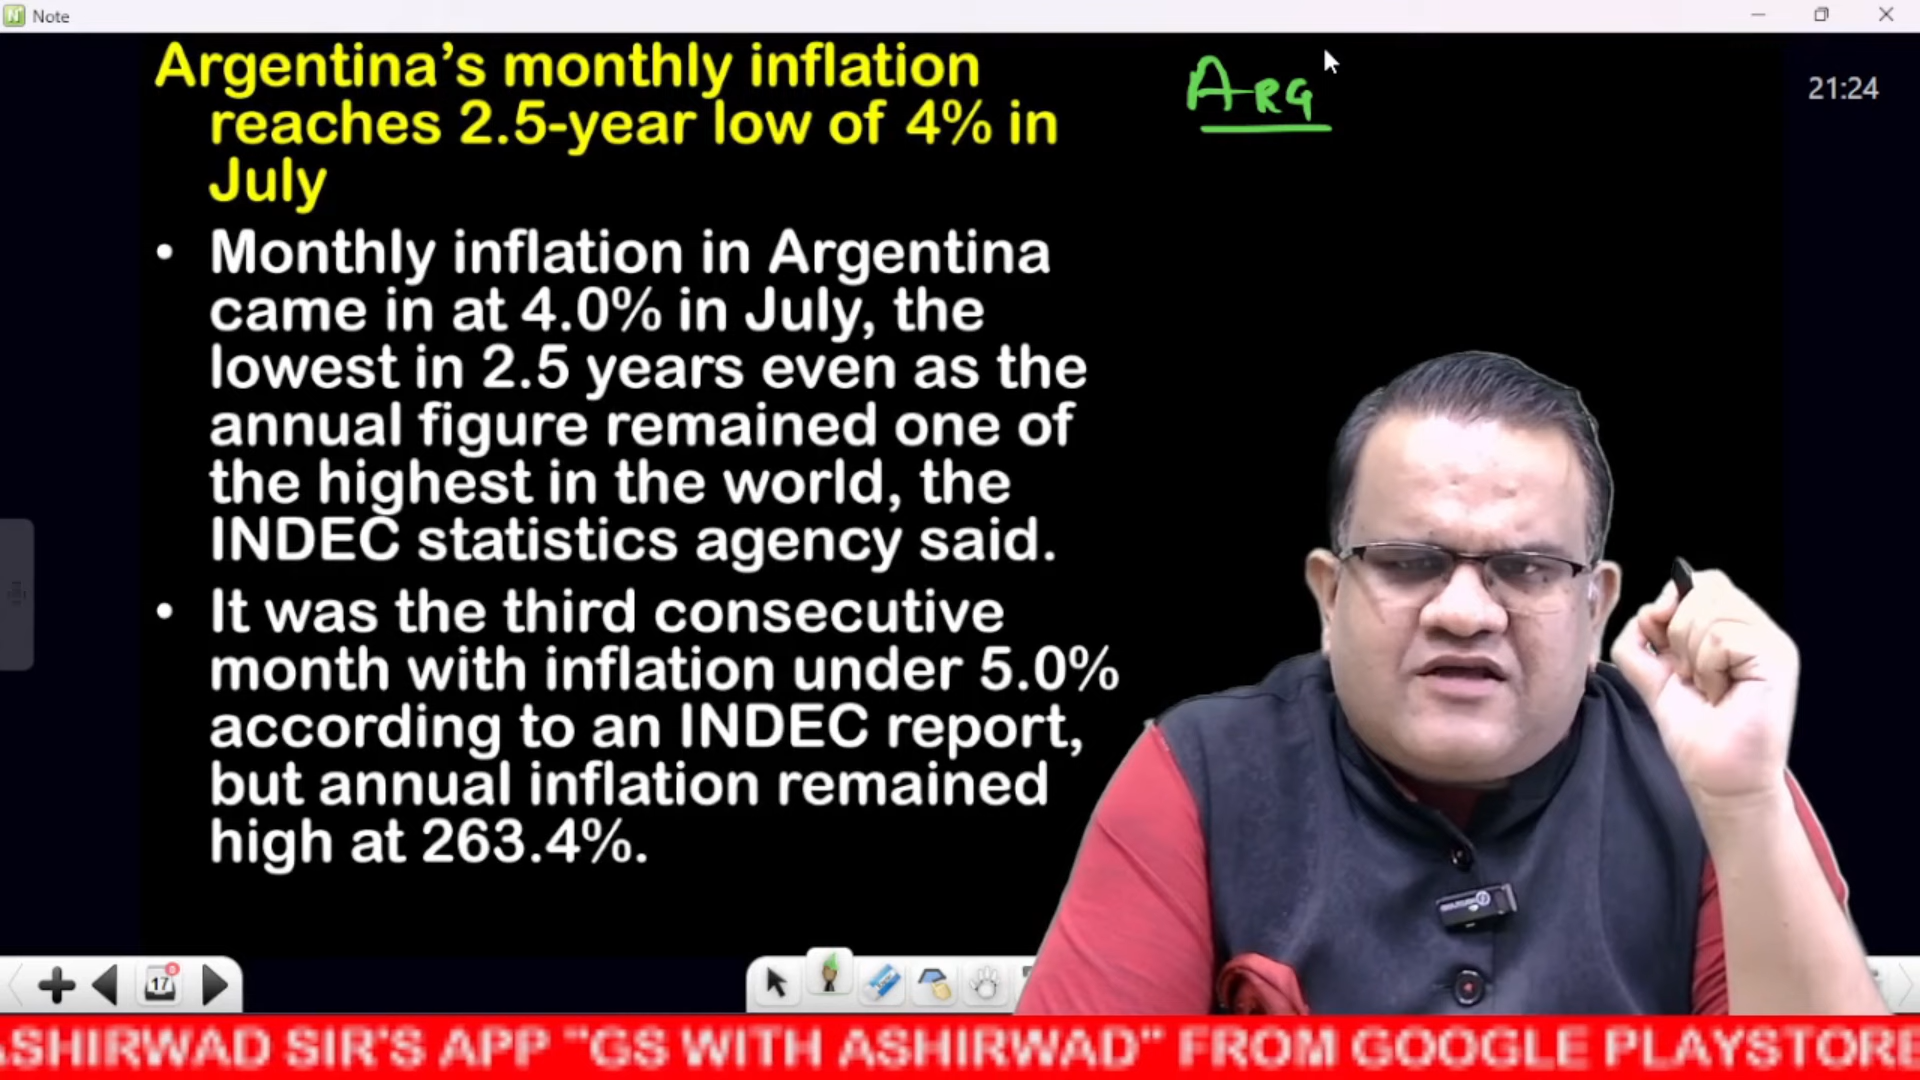 Note
Argentina's monthly inflation
reaches 2.5-year low of 4% in
July
ARG
21:24
• Monthly inflation in Argentina
came in at 4.0% in July, the
lowest in 2.5 years even as the
annual figure remained one of
the highest in the world, the
INDEC statistics agency said.
• It was the third consecutive
month with inflation under 5.0%
according to an INDEC report,
but annual inflation remained
high at 263.4%.
17
8
ASHIRWAD SIR'S APP "GS WITH ASHIRWAD" FROM GOOGLE PLAYSTORE